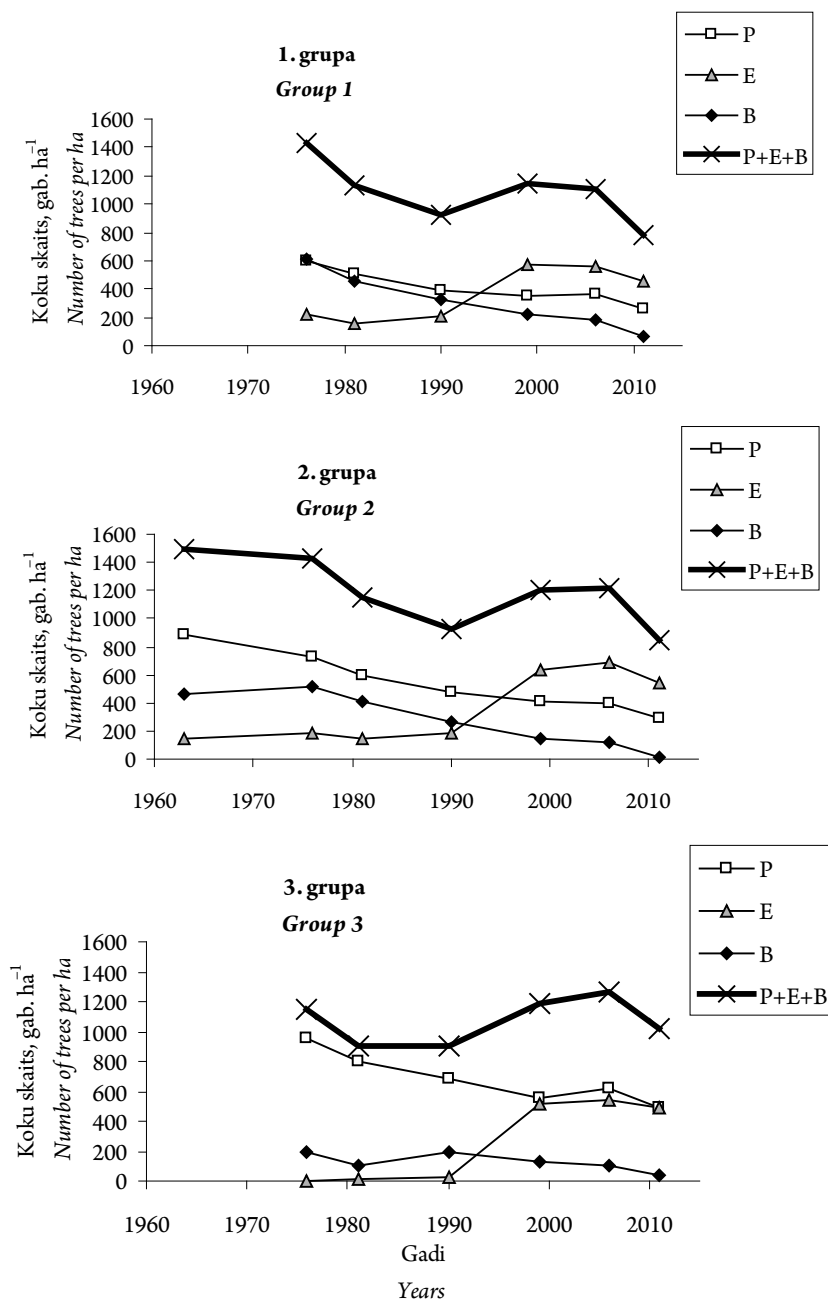 1. grupa
Group 1
P
E
B
P+E+B
Koku skaits, gab. ha⁻¹
Number of trees per ha
1600
1400
1200
1000
800
600
400
200
0
1960 1970 1980 1990 2000 2010
2. grupa
Group 2
P
E
B
P+E+B
Koku skaits, gab. ha⁻¹
Number of trees per ha
1600
1400
1200
1000
800
600
400
200
0
1960 1970 1980 1990 2000 2010
3. grupa
Group 3
P
E
B
P+E+B
Koku skaits, gab. ha⁻¹
Number of trees per ha
1600
1400
1200
1000
800
600
400
200
0
1960 1970 1980 1990 2000 2010
Gadi
Years